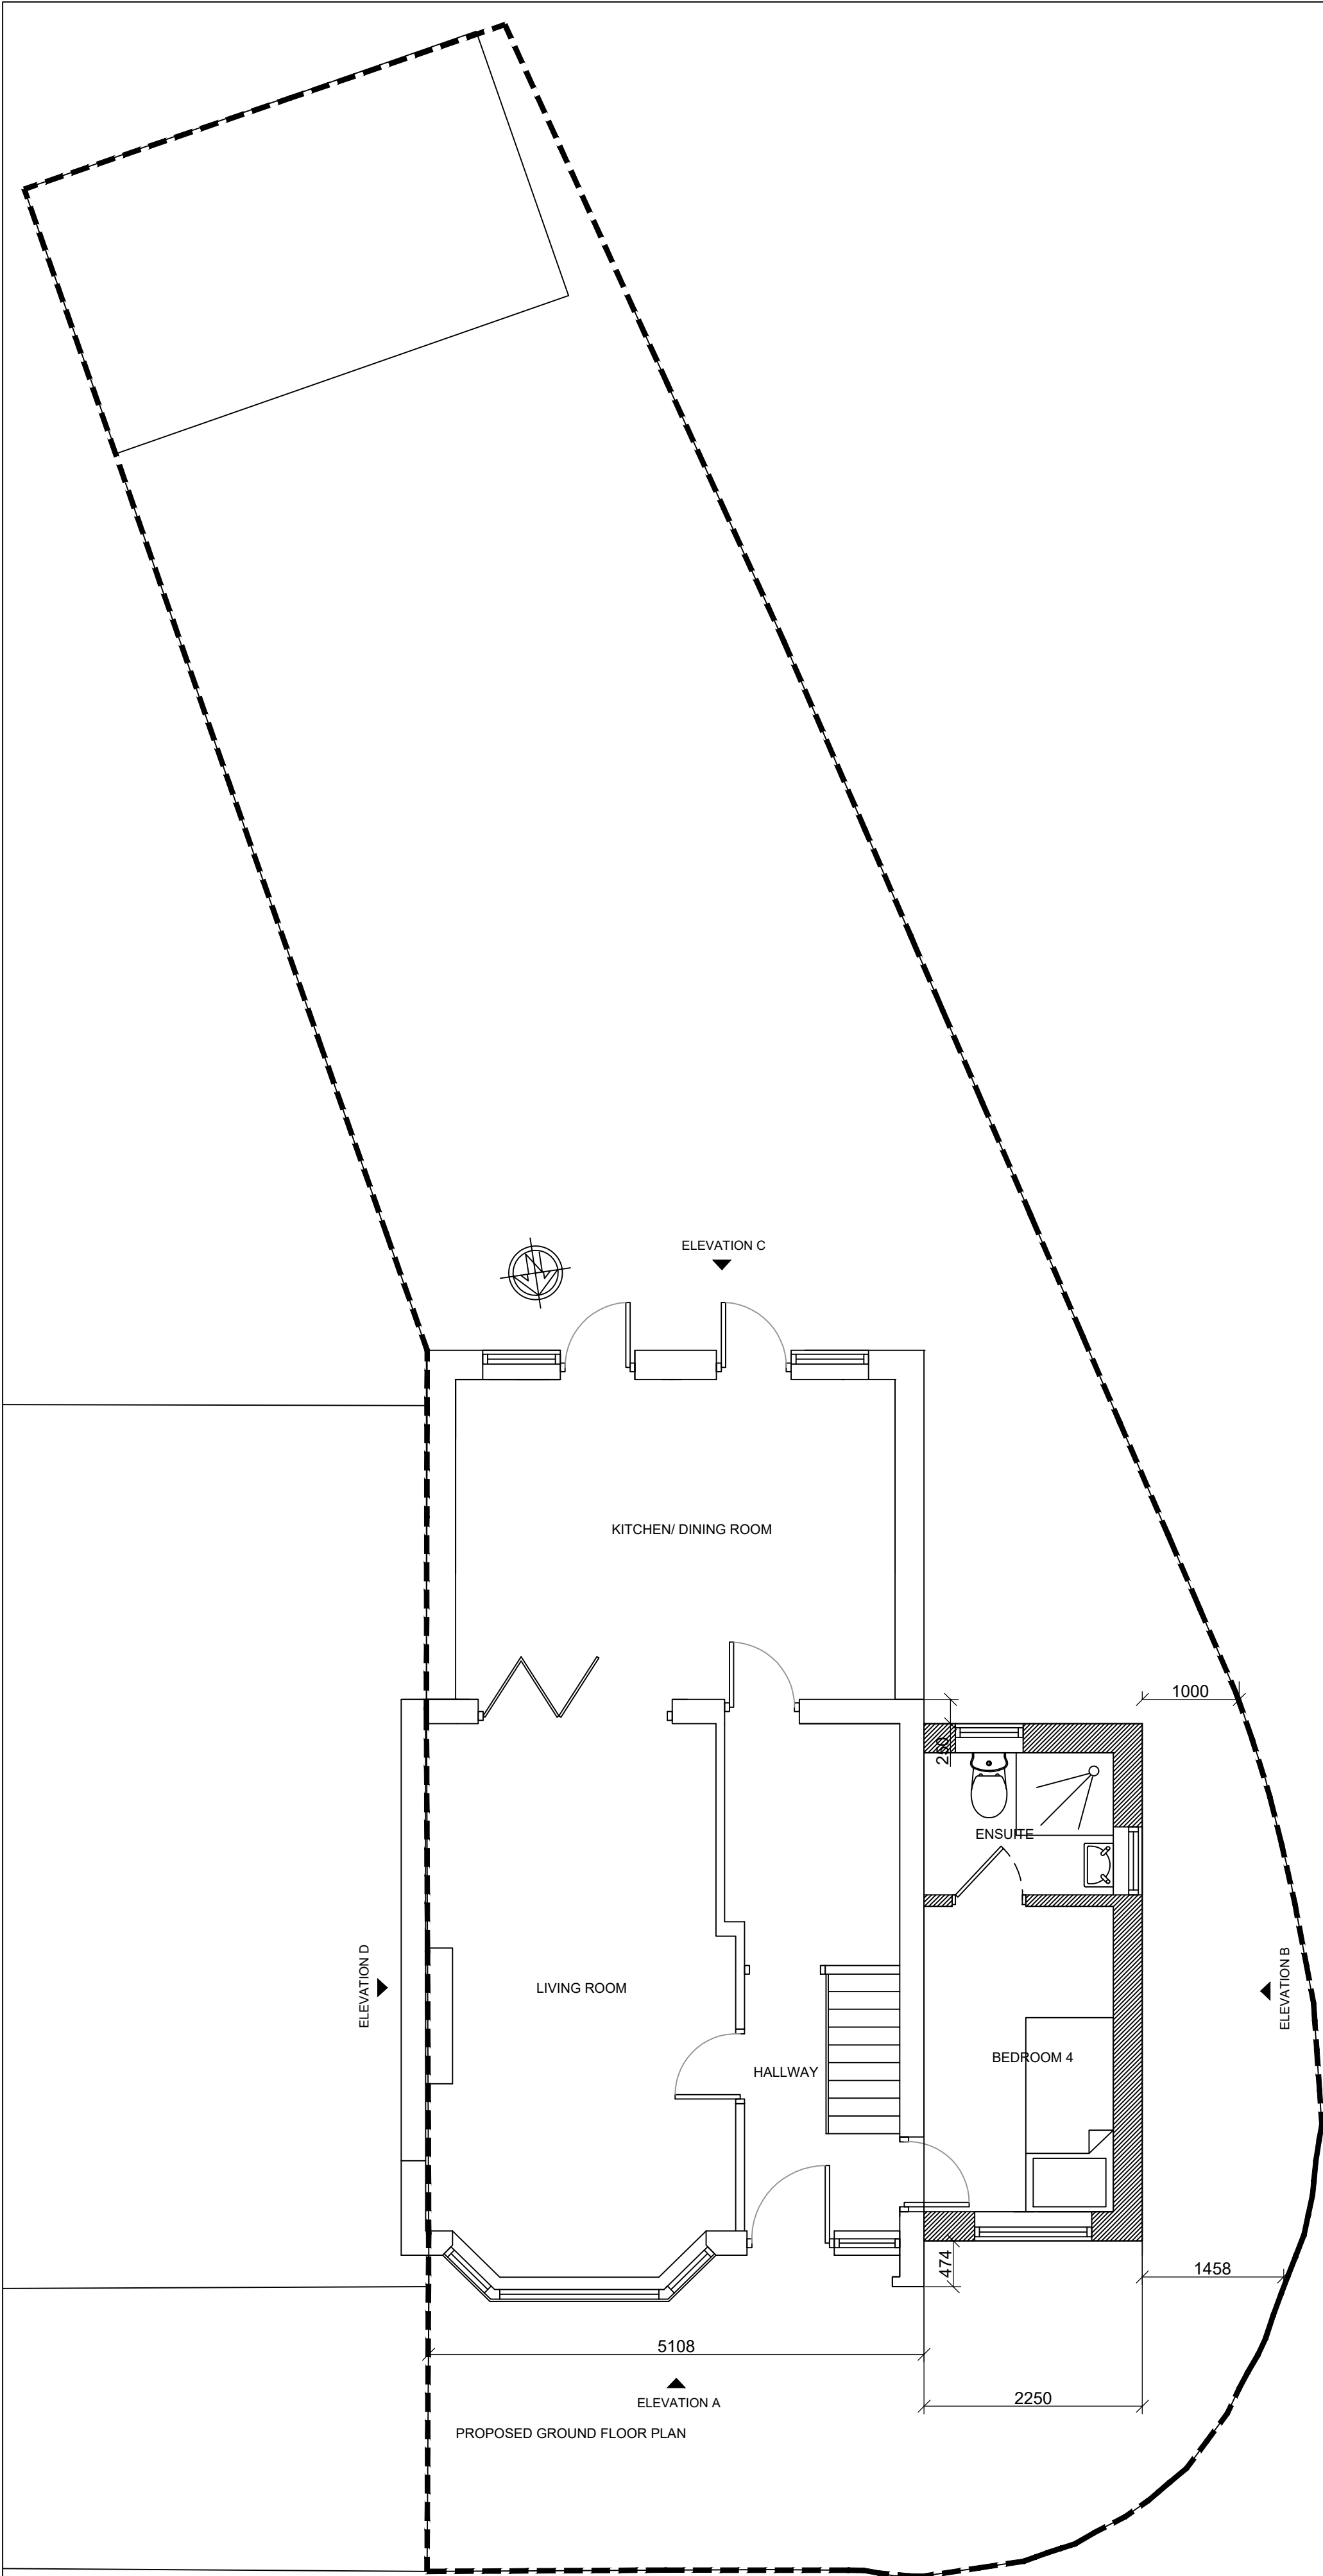 ELEVATION C
KITCHEN/ DINING ROOM
1000
250
ENSUITE
ELEVATION D
LIVING ROOM
ELEVATION B
BEDROOM 4
HALLWAY
474
1458
5108
ELEVATION A
2250
PROPOSED GROUND FLOOR PLAN